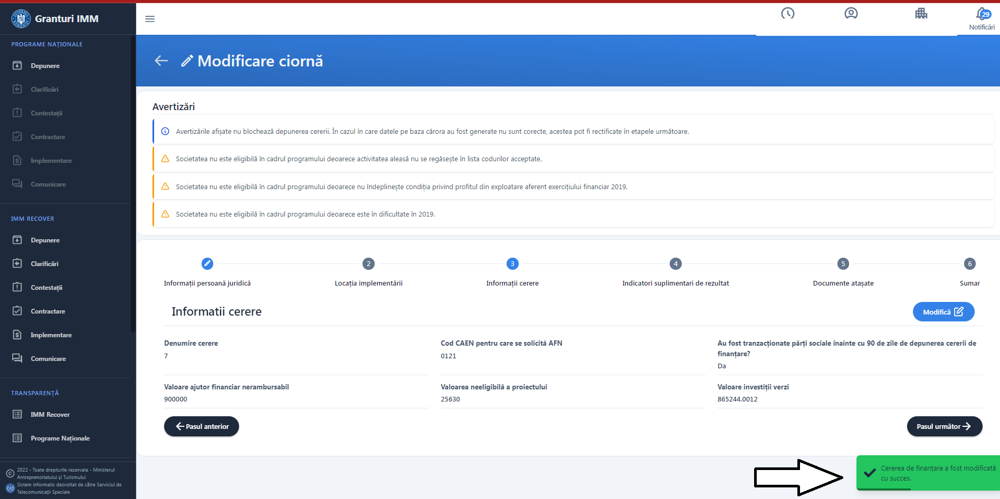 Granturi IMM
PROGRAME NAȚIONALE
Depunere
Clarificări
Contestații
Contractare
Implementare
Comunicare
IMM RECOVER
Depunere
Clarificări
Contestații
Contractare
Implementare
Comunicare
TRANSPARENȚĂ
IMM Recover
Programe Naționale
2022 - Toate drepturile rezervate - Ministerul
Antreprenoriatului și Turismului
Sistem informatic dezvoltat de către Serviciul de
Telecomunicații Speciale
29
Notificări
Modificare ciornă
Avertizări
Avertizările afișate nu blochează depunerea cererii. În cazul în care datele pe baza cărora au fost generate nu sunt corecte, acestea pot fi rectificate în etapele următoare.
Societatea nu este eligibilă în cadrul programului deoarece activitatea aleasă nu se regăsește în lista codurilor acceptate.
Societatea nu este eligibilă în cadrul programului deoarece nu îndeplinește condiția privind profitul din exploatare aferent exercițiului financiar 2019.
Societatea nu este eligibilă în cadrul programului deoarece este în dificultate în 2019.
2 3 4 5 6
Informații persoană juridică Locația implementării Informații cerere Indicatori suplimentari de rezultat Documente atașate Sumar
Informatii cerere
Modifică
Denumire cerere
7
Cod CAEN pentru care se solicită AFN
0121
Au fost tranzacționate părți sociale înainte cu 90 de zile de depunerea cererii de
finanțare?
Da
Valoare ajutor financiar nerambursabil
900000
Valoarea neeligibilă a proiectului
25630
Valoare investiții verzi
865244.0012
Pasul anterior
Pasul următor
Cererea de finanțare a fost modificată
cu succes.